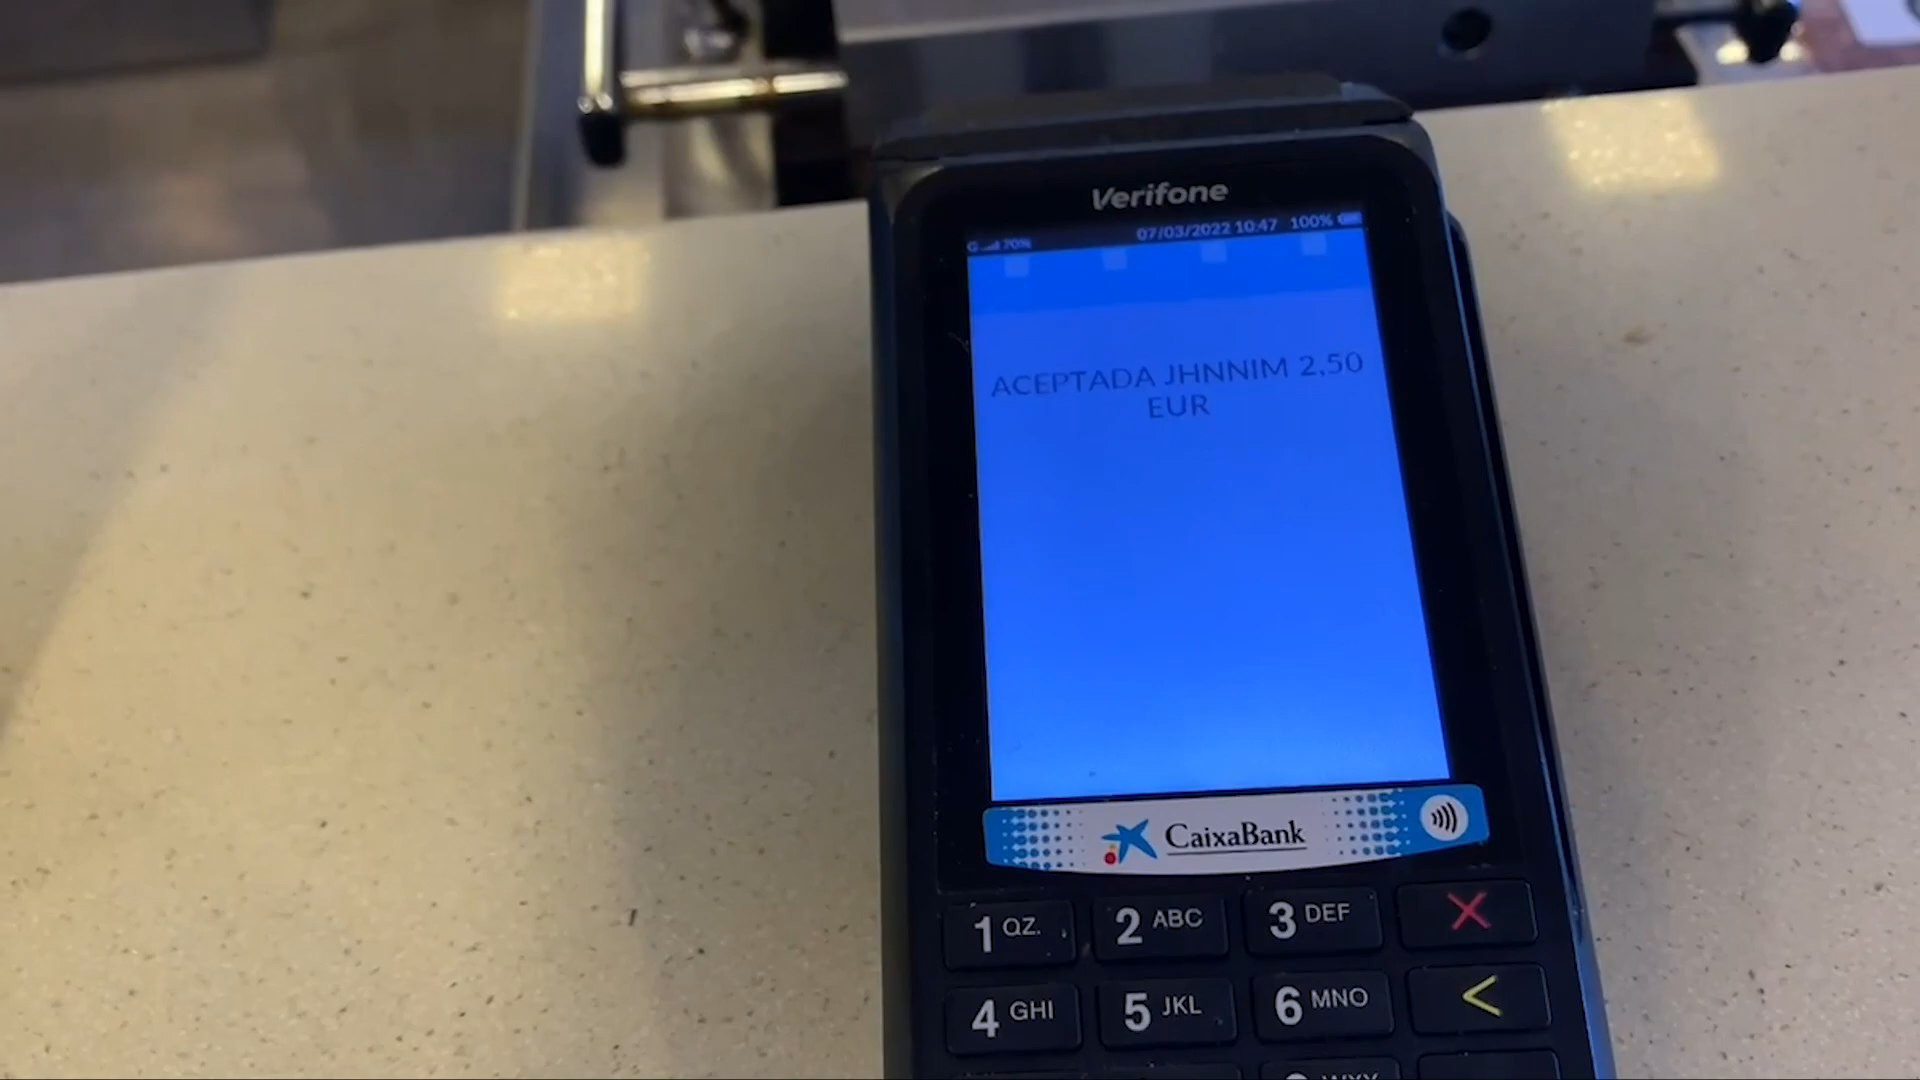 Verifone
G 70% 07/03/2022 10:47 100%
ACEPTADA JHNNIM 2,50
EUR
CaixaBank
1 QZ. 2 ABC 3 DEF
4 GHI 5 JKL 6 MNO <